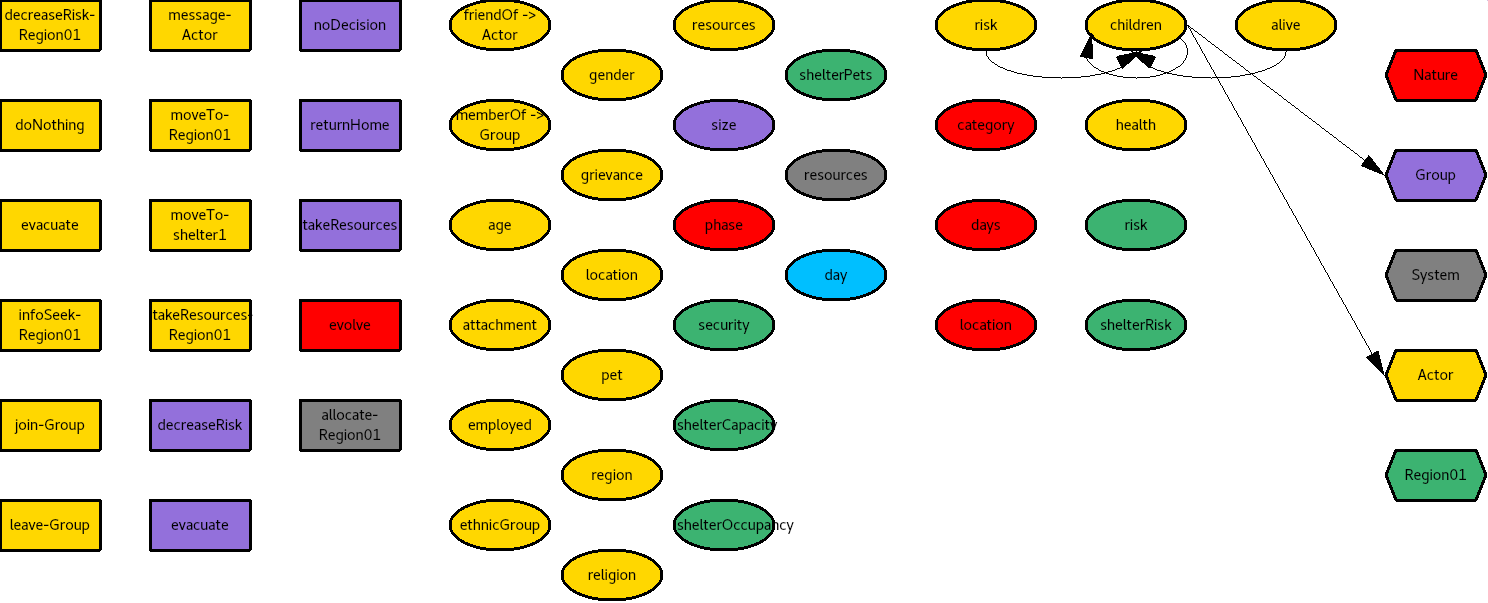 decreaseRisk-
Region01
message-
Actor
noDecision
friendOf ->
Actor
resources
risk
children
alive
gender
shelterPets
Nature
doNothing
moveTo-
Region01
returnHome
memberOf ->
Group
size
category
health
grievance
resources
Group
evacuate
moveTo-
shelter1
takeResources
age
phase
days
risk
location
day
System
infoSeek-
Region01
takeResources-
Region01
evolve
attachment
security
location
shelterRisk
pet
Actor
join-Group
decreaseRisk
allocate-
Region01
employed
shelterCapacity
region
Region01
leave-Group
evacuate
ethnicGroup
shelterOccupancy
religion